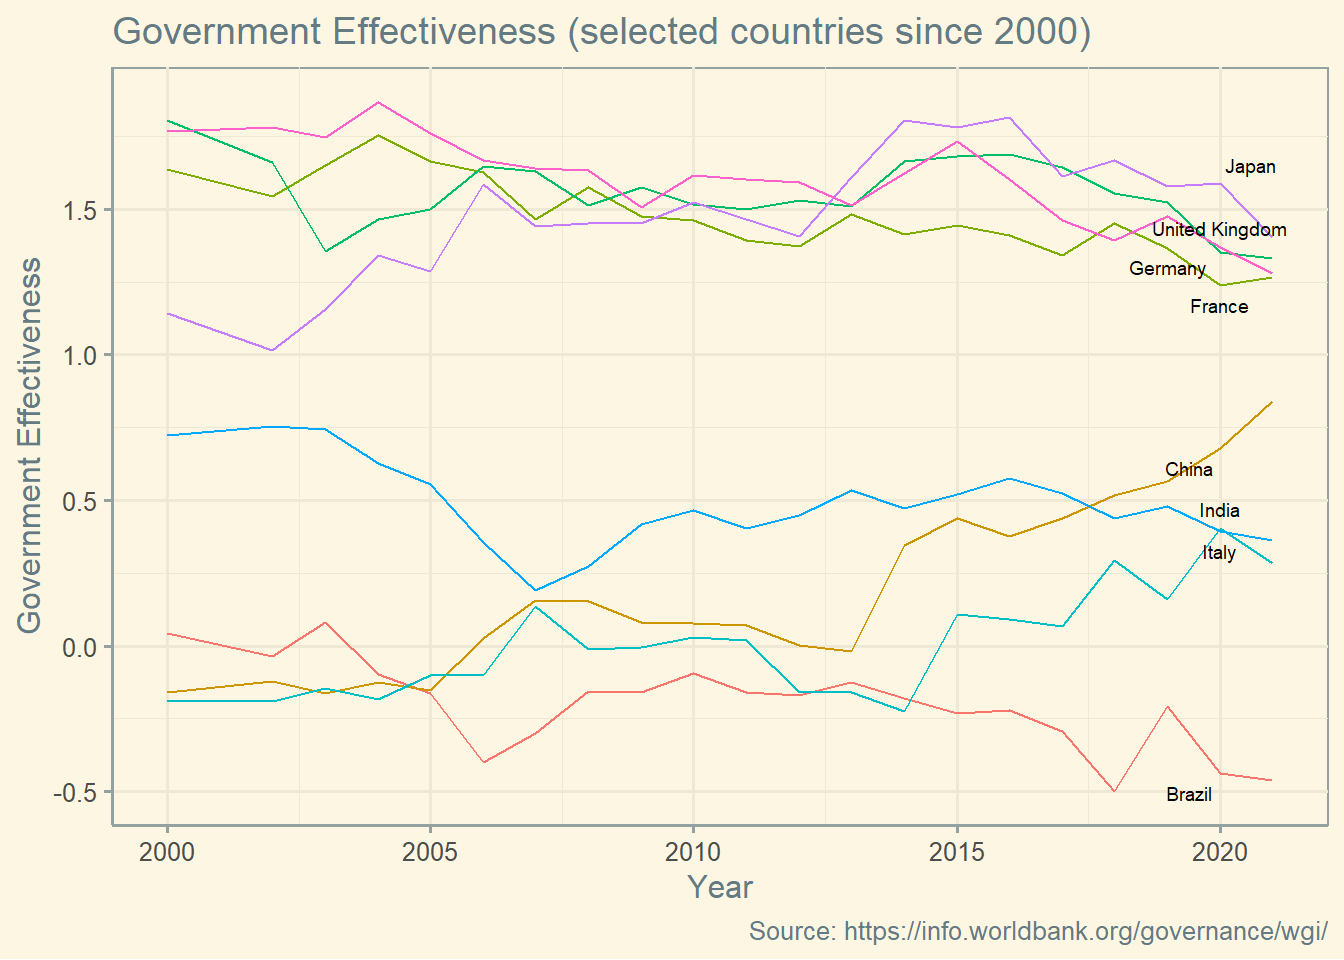 Government Effectiveness (selected countries since 2000)
Government Effectiveness
1.5
1.0
0.5
0.0
-0.5
Japan
United Kingdom
Germany
France
China
India
Italy
Brazil
2000 2005 2010 2015 2020
Year
Source: https://info.worldbank.org/governance/wgi/